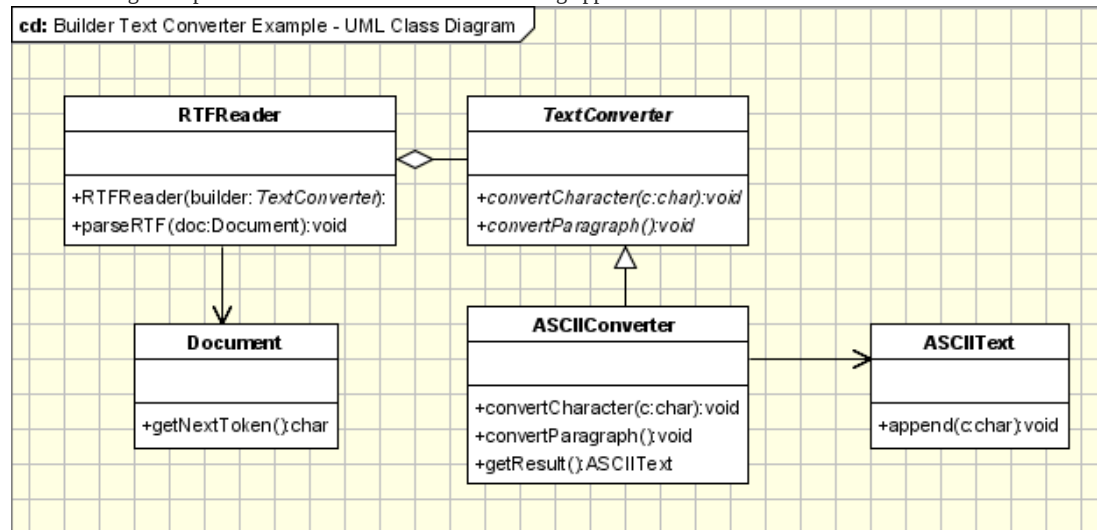 cd: Builder Text Converter Example - UML Class Diagram
RTFReader
+RTFReader(builder: TextConverter):
+parseRTF(doc:Document):void
TextConverter
+convertCharacter(c:char):void
+convertParagraph():void
Document
+getNextToken():char
ASCIIConverter
+convertCharacter(c:char):void
+convertParagraph():void
+getResult():ASCIIText
ASCIIText
+append(c:char):void